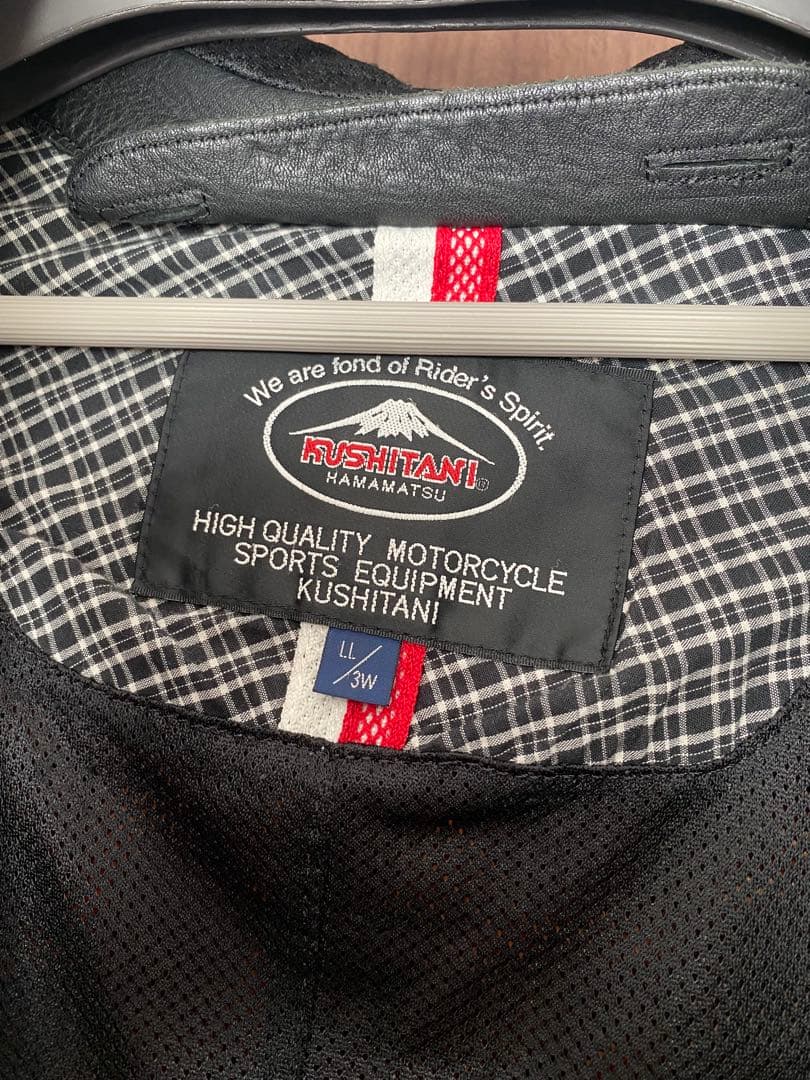 We are fond of Rider's Spirit.
KUSHITANI®
HAMAMATSU
HIGH QUALITY MOTORCYCLE
SPORTS EQUIPMENT
KUSHITANI
LL/3W